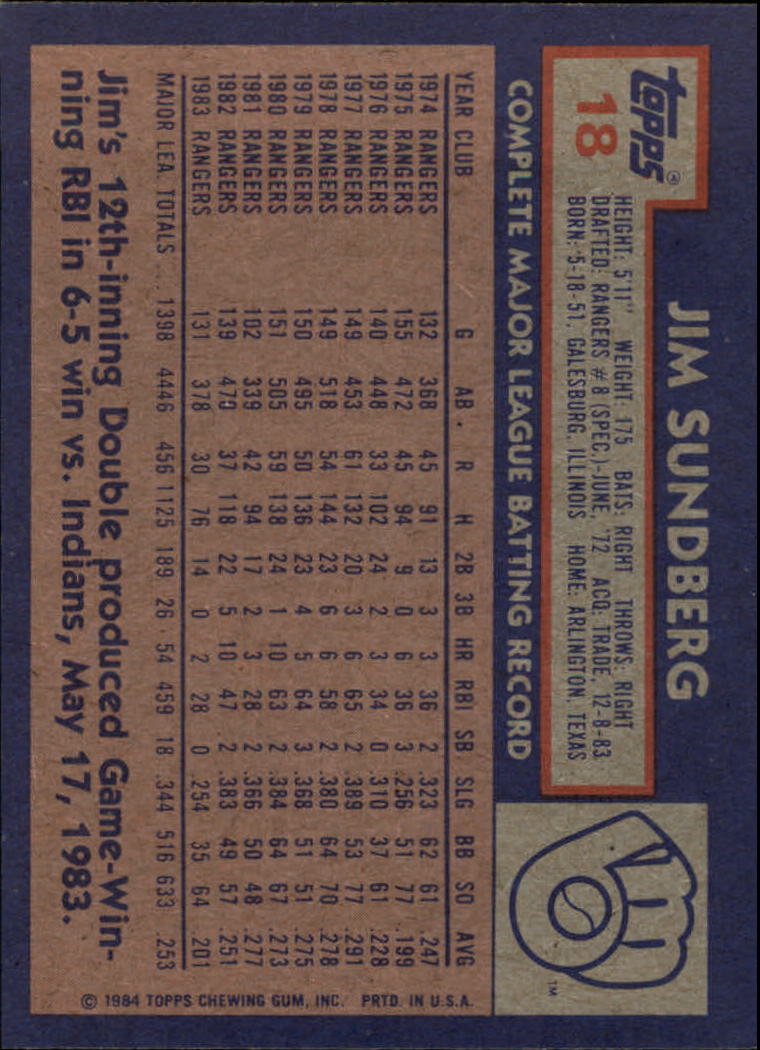 topps®
18
JIM SUNDBERG
HEIGHT: 5'11" WEIGHT: 175 BATS: RIGHT THROWS: RIGHT
DRAFTED: RANGERS #8 (SPEC.)-JUNE, '72 ACQ: TRADE, 12-8-83
BORN: 5-18-51, GALESBURG, ILLINOIS HOME: ARLINGTON, TEXAS
COMPLETE MAJOR LEAGUE BATTING RECORD
YEAR CLUB G AB R H 2B 3B HR RBI SB SLG BB SO AVG
1974 RANGERS 132 368 45 91 13 3 3 36 2 .323 62 61 .247
1975 RANGERS 155 472 45 94 9 0 6 36 3 .256 51 77 .199
1976 RANGERS 140 448 33 102 24 2 3 34 0 .310 37 61 .228
1977 RANGERS 149 453 61 132 20 3 6 65 2 .389 53 77 .291
1978 RANGERS 149 518 54 144 23 6 6 58 2 .380 64 70 .278
1979 RANGERS 150 495 50 136 23 4 5 64 3 .368 51 51 .275
1980 RANGERS 151 505 59 138 24 1 10 63 2 .384 64 67 .273
1981 RANGERS 102 339 42 94 17 2 3 28 2 .366 50 48 .277
1982 RANGERS 139 470 37 118 22 5 10 47 2 .383 49 57 .251
1983 RANGERS 131 378 30 76 14 0 2 28 0 .254 35 64 .201
MAJOR LEA. TOTALS ... 1398 4446 456 1125 189 26 54 459 18 .344 516 633 .253
Jim's 12th-inning Double produced Game-Win-
ning RBI in 6-5 win vs. Indians, May 17, 1983.
TM
© 1984 TOPPS CHEWING GUM, INC. PRTD. IN U.S.A.